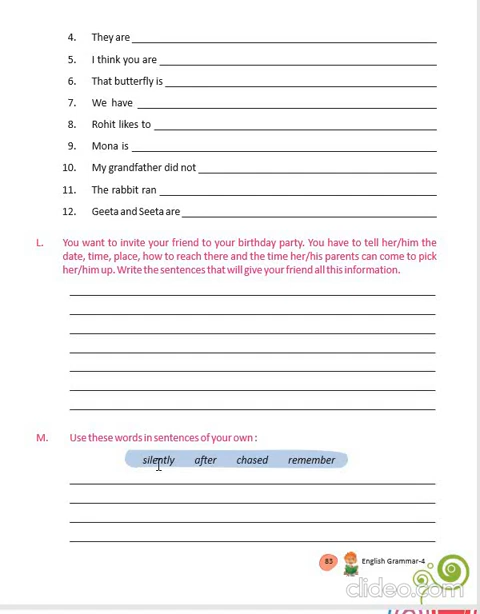 4. They are
5. I think you are
6. That butterfly is
7. We have
8. Rohit likes to
9. Mona is
10. My grandfather did not
11. The rabbit ran
12. Geeta and Seeta are
L. You want to invite your friend to your birthday party. You have to tell her/him the
date, time, place, how to reach there and the time her/his parents can come to pick
her/him up. Write the sentences that will give your friend all this information.
M. Use these words in sentences of your own :
silently after chased remember
83 English Grammar-4
clideo.com